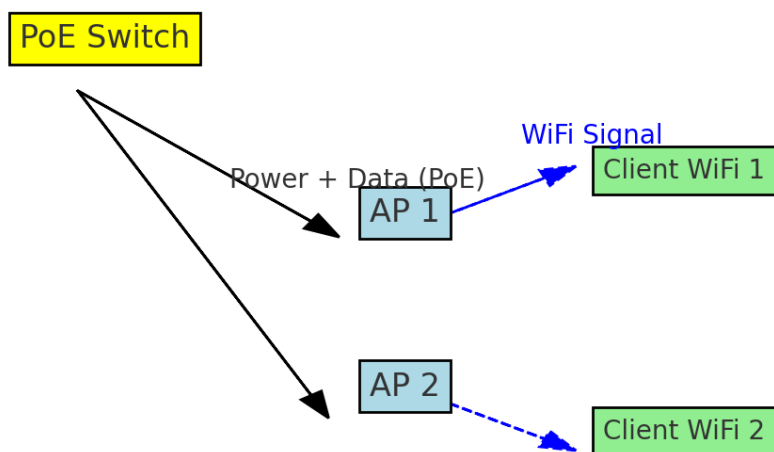 PoE Switch
WiFi Signal
Client WiFi 1
Power + Data (PoE)
AP 1
AP 2
Client WiFi 2